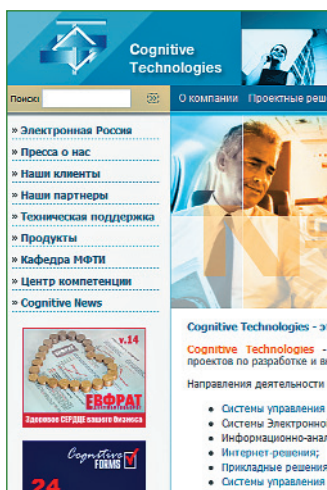 Cognitive
Technologies
Поиск:
О компании Проектные реш
» Электронная Россия
» Пресса о нас
» Наши клиенты
» Наши партнеры
» Техническая поддержка
» Продукты
» Кафедра МФТИ
» Центр компетенции
» Cognitive News
v.14
ЕВФРАТ
Здоровое СЕРДЦЕ вашего бизнеса
Cognitive
FORMS
24
Cognitive Technologies - э
Cognitive Technologies -
проектов по разработке и в
Направления деятельности
• Системы управления
• Системы Электронно
• Информационно-анал
• Интернет-решения;
• Прикладные решения
• Системы управления